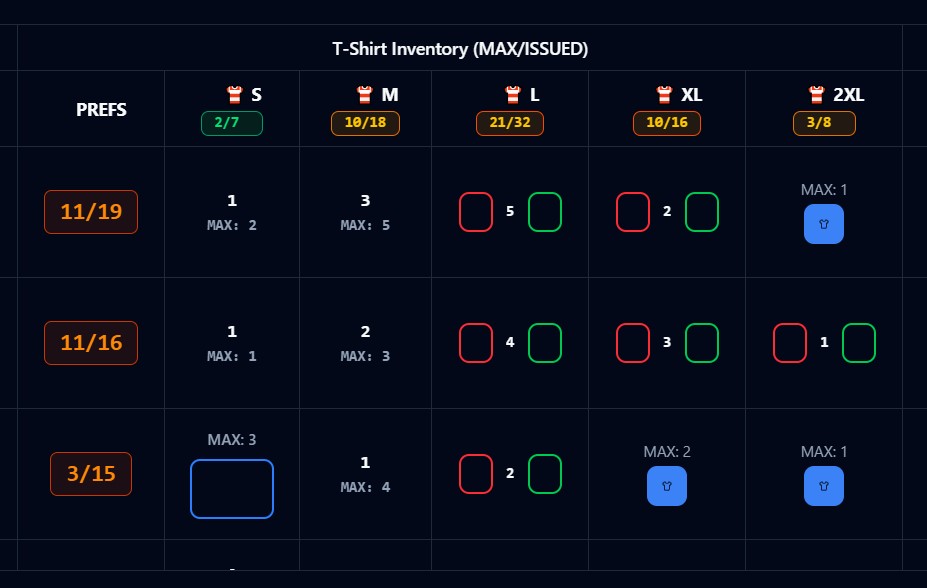 T-Shirt Inventory (MAX/ISSUED)
PREFS
S
M
L
XL
2XL
2/7
10/18
21/32
10/16
3/8
11/19
1
MAX: 2
3
MAX: 5
5
2
MAX: 1
11/16
1
MAX: 1
2
MAX: 3
4
3
1
3/15
MAX: 3
1
MAX: 4
2
MAX: 2
MAX: 1